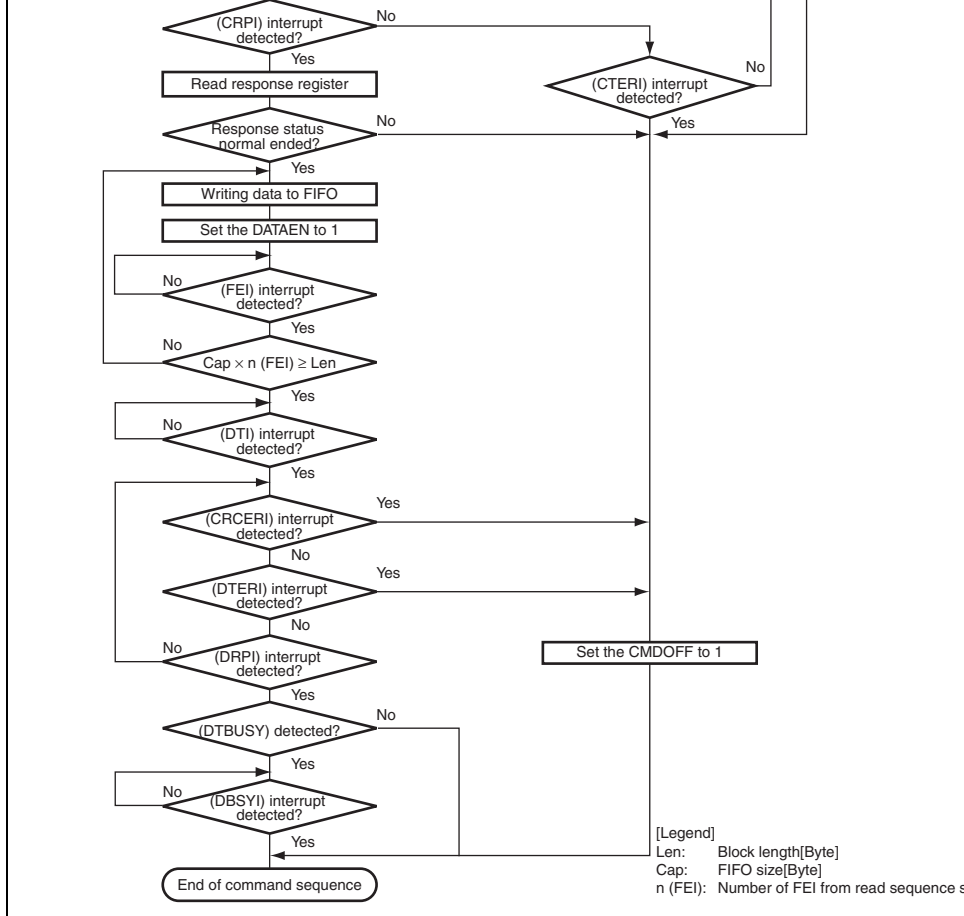 (CRPI) interrupt
detected?
No
Yes
(CTERI) interrupt
detected?
No
Yes
Read response register
Response status
normal ended?
No
Yes
Writing data to FIFO
Set the DATAEN to 1
(FEI) interrupt
detected?
No
Yes
Cap × n (FEI) ≥ Len
No
Yes
(DTI) interrupt
detected?
No
Yes
(CRCERI) interrupt
detected?
Yes
No
(DTERI) interrupt
detected?
Yes
No
(DRPI) interrupt
detected?
No
Yes
Set the CMDOFF to 1
(DTBUSY) detected?
No
Yes
(DBSYI) interrupt
detected?
No
Yes
End of command sequence
[Legend]
Len: Block length[Byte]
Cap: FIFO size[Byte]
n (FEI): Number of FEI from read sequence